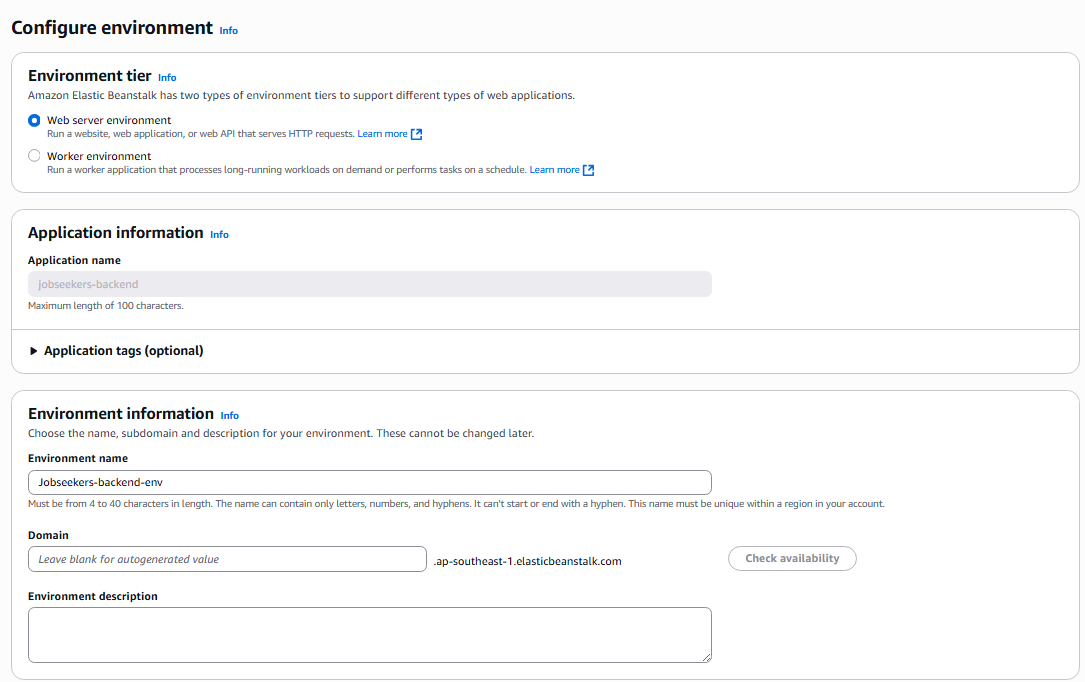 Configure environment Info
Environment tier Info
Amazon Elastic Beanstalk has two types of environment tiers to support different types of web applications.
Web server environment
Run a website, web application, or web API that serves HTTP requests. Learn more
Worker environment
Run a worker application that processes long-running workloads on demand or performs tasks on a schedule. Learn more
Application information Info
Application name
jobseekers-backend
Maximum length of 100 characters.
Application tags (optional)
Environment information Info
Choose the name, subdomain and description for your environment. These cannot be changed later.
Environment name
Jobseekers-backend-env
Must be from 4 to 40 characters in length. The name can contain only letters, numbers, and hyphens. It can't start or end with a hyphen. This name must be unique within a region in your account.
Domain
Leave blank for autogenerated value .ap-southeast-1.elasticbeanstalk.com Check availability
Environment description